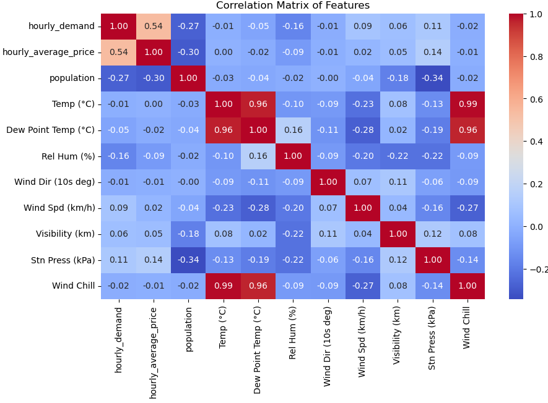 Correlation Matrix of Features
hourly_demand 1.00 0.54 -0.27 -0.01 -0.05 -0.16 -0.01 0.09 0.06 0.11 -0.02
hourly_average_price 0.54 1.00 -0.30 0.00 -0.02 -0.09 -0.01 0.02 0.05 0.14 -0.01
population -0.27 -0.30 1.00 -0.03 -0.04 -0.02 -0.00 -0.04 -0.18 -0.34 -0.02
Temp (°C) -0.01 0.00 -0.03 1.00 0.96 -0.10 -0.09 -0.23 0.08 -0.13 0.99
Dew Point Temp (°C) -0.05 -0.02 -0.04 0.96 1.00 0.16 -0.11 -0.28 0.02 -0.19 0.96
Rel Hum (%) -0.16 -0.09 -0.02 -0.10 0.16 1.00 -0.09 -0.20 -0.22 -0.22 -0.09
Wind Dir (10s deg) -0.01 -0.01 -0.00 -0.09 -0.11 -0.09 1.00 0.07 0.11 -0.06 -0.09
Wind Spd (km/h) 0.09 0.02 -0.04 -0.23 -0.28 -0.20 0.07 1.00 0.04 -0.16 -0.27
Visibility (km) 0.06 0.05 -0.18 0.08 0.02 -0.22 0.11 0.04 1.00 0.12 0.08
Stn Press (kPa) 0.11 0.14 -0.34 -0.13 -0.19 -0.22 -0.06 -0.16 0.12 1.00 -0.14
Wind Chill -0.02 -0.01 -0.02 0.99 0.96 -0.09 -0.09 -0.27 0.08 -0.14 1.00
hourly_demand
hourly_average_price
population
Temp (°C)
Dew Point Temp (°C)
Rel Hum (%)
Wind Dir (10s deg)
Wind Spd (km/h)
Visibility (km)
Stn Press (kPa)
Wind Chill
1.0
0.8
0.6
0.4
0.2
0.0
−0.2